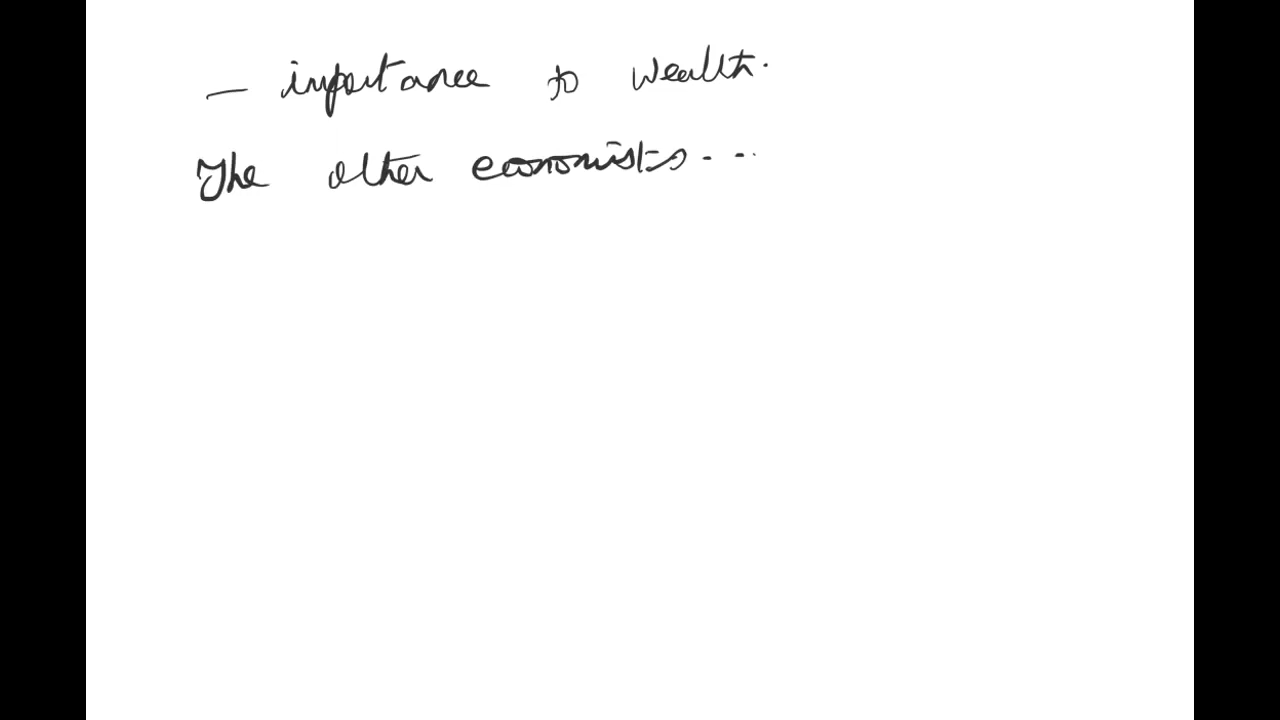 — importance to wealth.
The other economists...